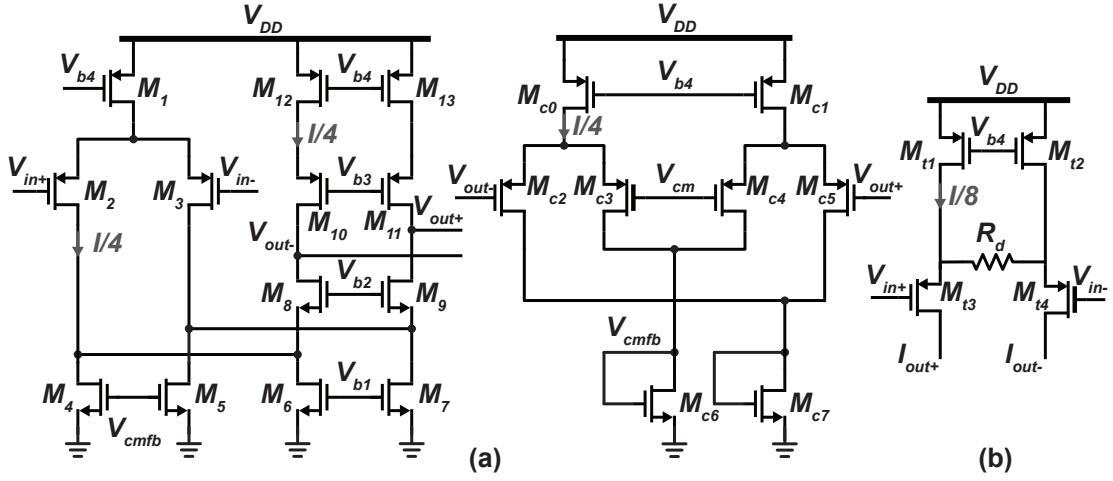 V_DD
V_b4
M_1
M_12
V_b4
M_13
I/4
V_in+
M_2
M_3
V_in-
V_b3
M_10
M_11
V_out+
I/4
V_out-
V_b2
M_8
M_9
M_4
M_5
V_cmfb
V_b1
M_6
M_7
(a)
V_DD
M_c0
V_b4
M_c1
I/4
V_out-
M_c2
M_c3
V_cm
M_c4
M_c5
V_out+
V_cmfb
M_c6
M_c7
V_DD
M_t1
V_b4
M_t2
I/8
R_d
V_in+
M_t3
M_t4
V_in-
I_out+
I_out-
(b)